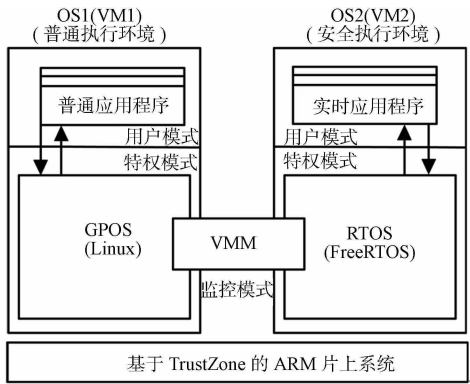 OS1(VM1)
(普通执行环境)
OS2(VM2)
(安全执行环境)
普通应用程序
实时应用程序
用户模式
用户模式
特权模式
特权模式
GPOS
(Linux)
VMM
RTOS
(FreeRTOS)
监控模式
基于 TrustZone 的 ARM 片上系统